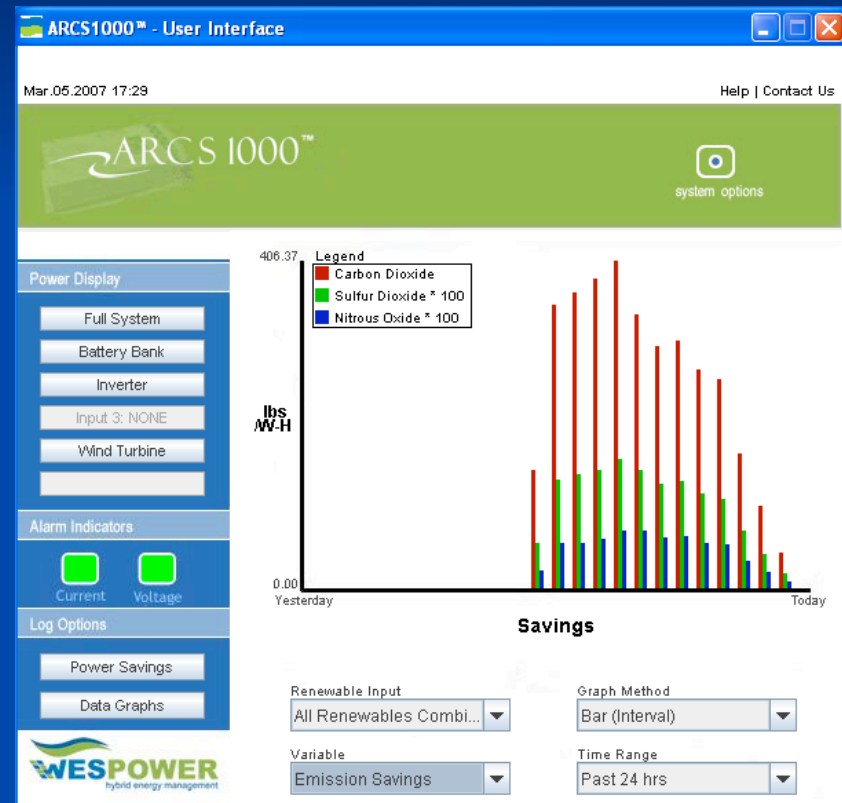 ARCS1000™ - User Interface
Mar.05.2007 17:29
Help | Contact Us
ARCS 1000™
system options
Power Display
Full System
Battery Bank
Inverter
Input 3: NONE
Wind Turbine
Alarm Indicators
Current
Voltage
Log Options
Power Savings
Data Graphs
WESPOWER
hybrid energy management
406.37
Legend
Carbon Dioxide
Sulfur Dioxide * 100
Nitrous Oxide * 100
lbs
/W-H
0.00
Yesterday
Today
Savings
Renewable Input
All Renewables Combi...
Graph Method
Bar (Interval)
Variable
Emission Savings
Time Range
Past 24 hrs